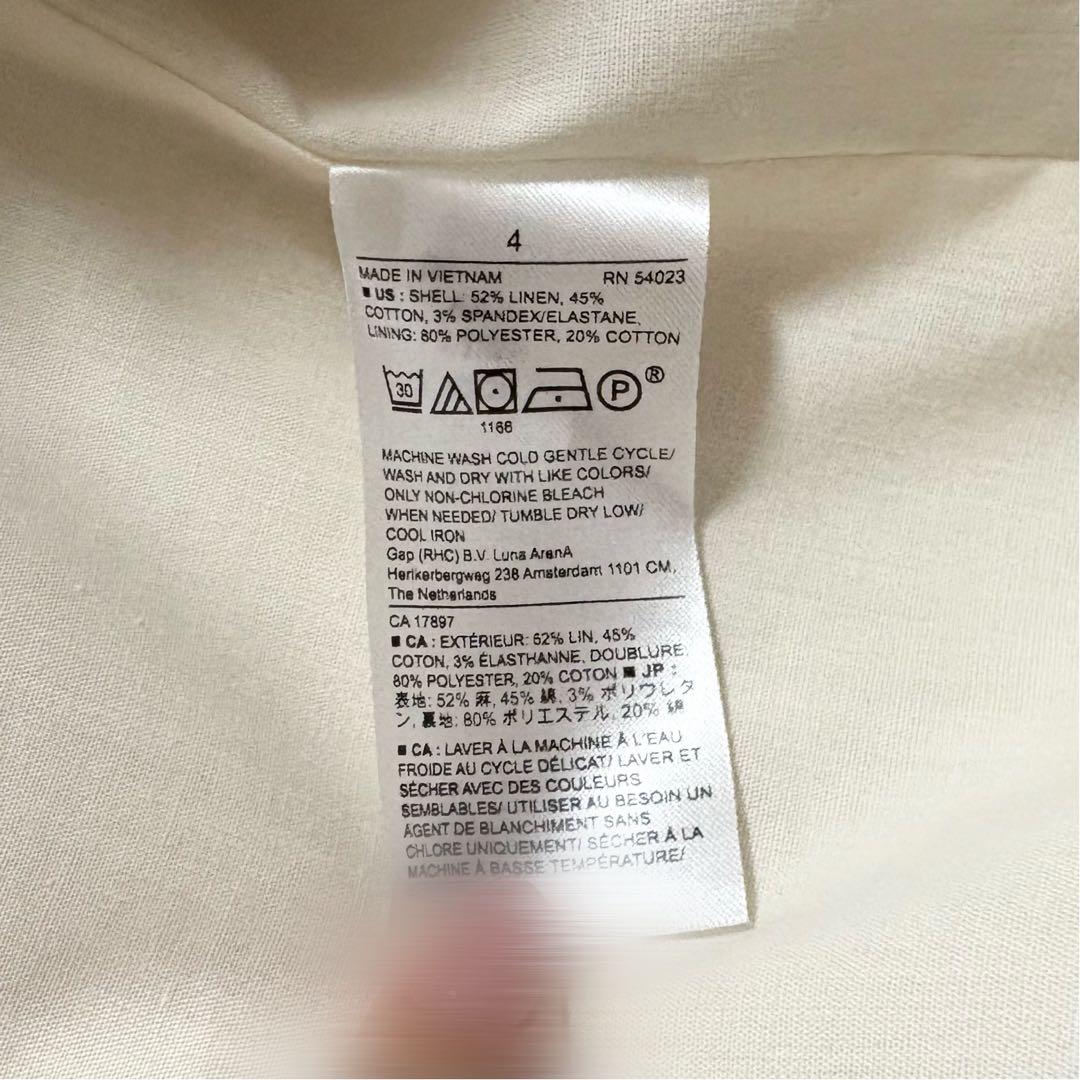 4
MADE IN VIETNAM RN 54023
■ US : SHELL: 52% LINEN, 45%
COTTON, 3% SPANDEX/ELASTANE,
LINING: 80% POLYESTER, 20% COTTON
30 P ®
1166
MACHINE WASH COLD GENTLE CYCLE/
WASH AND DRY WITH LIKE COLORS/
ONLY NON-CHLORINE BLEACH
WHEN NEEDED/ TUMBLE DRY LOW/
COOL IRON
Gap (RHC) B.V. Luna ArenA
Herikerbergweg 238 Amsterdam 1101 CM,
The Netherlands
CA 17897
■ CA : EXTÉRIEUR: 52% LIN, 45%
COTON, 3% ÉLASTHANNE, DOUBLURE:
80% POLYESTER, 20% COTON ■ JP :
表地: 52% 麻, 45% 綿, 3% ポリウレタ
ン, 裏地: 80% ポリエステル, 20% 綿
■ CA : LAVER À LA MACHINE À L'EAU
FROIDE AU CYCLE DÉLICAT/ LAVER ET
SÉCHER AVEC DES COULEURS
SEMBLABLES/ UTILISER AU BESOIN UN
AGENT DE BLANCHIMENT SANS
CHLORE UNIQUEMENT/ SÉCHER À LA
MACHINE À BASSE TEMPÉRATURE/